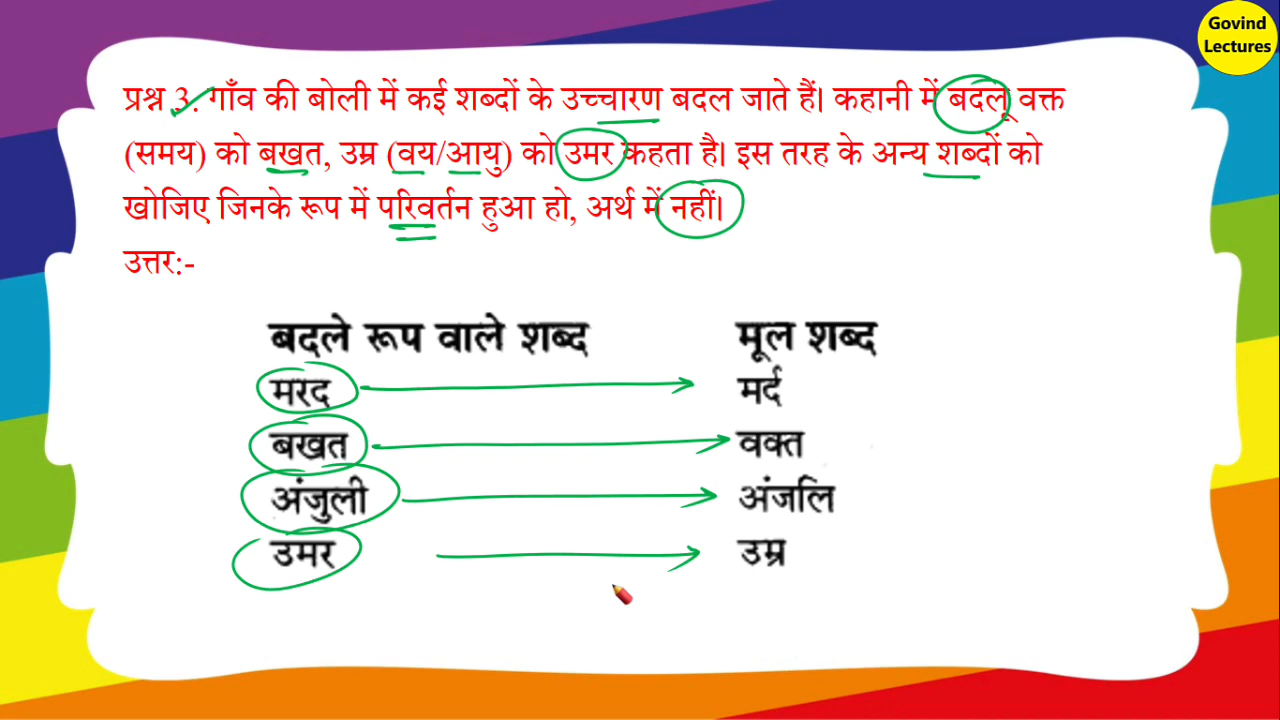 Govind
Lectures
प्रश्न 3. गाँव की बोली में कई शब्दों के उच्चारण बदल जाते हैं। कहानी में बदलू वक्त
(समय) को बखत, उम्र (वय/आयु) को उमर कहता है। इस तरह के अन्य शब्दों को
खोजिए जिनके रूप में परिवर्तन हुआ हो, अर्थ में नहीं।
उत्तर:-
बदले रूप वाले शब्द मूल शब्द
मरद मर्द
बखत वक्त
अंजुली अंजलि
उमर उम्र